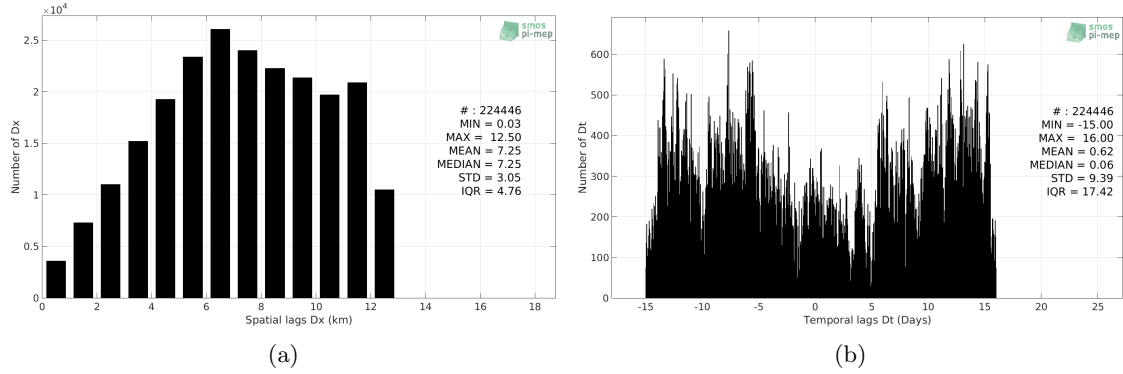 ×10⁴
2.5
2
1.5
1
0.5
0
0 2 4 6 8 10 12 14 16 18
Number of Dx
Spatial lags Dx (km)
smos
pi-mep
# : 224446
MIN = 0.03
MAX = 12.50
MEAN = 7.25
MEDIAN = 7.25
STD = 3.05
IQR = 4.76
(a)
600
500
400
300
200
100
0
-15 -10 -5 0 5 10 15 20 25
Number of Dt
Temporal lags Dt (Days)
smos
pi-mep
# : 224446
MIN = -15.00
MAX = 16.00
MEAN = 0.62
MEDIAN = 0.06
STD = 9.39
IQR = 17.42
(b)